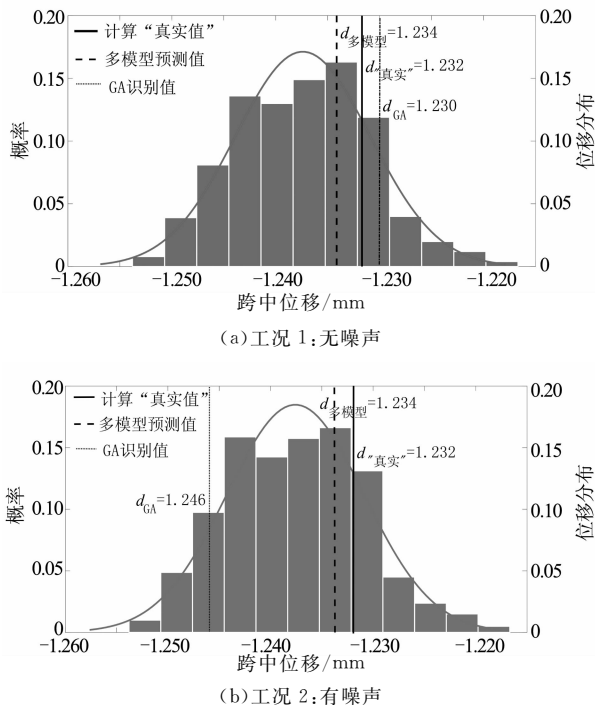 0.20
0.15
0.10
0.05
0
概率
计算“真实值”
多模型预测值
GA识别值
d多模型=1.234
d"真实"=1.232
dGA=1.230
0.20
0.15
0.10
0.05
0
位移分布
-1.260 -1.250 -1.240 -1.230 -1.220
跨中位移/mm
(a)工况 1:无噪声
0.20
0.15
0.10
0.05
0
概率
计算“真实值”
多模型预测值
GA识别值
d多模型=1.234
d"真实"=1.232
dGA=1.246
0.20
0.15
0.10
0.05
0
位移分布
-1.260 -1.250 -1.240 -1.230 -1.220
跨中位移/mm
(b)工况 2:有噪声